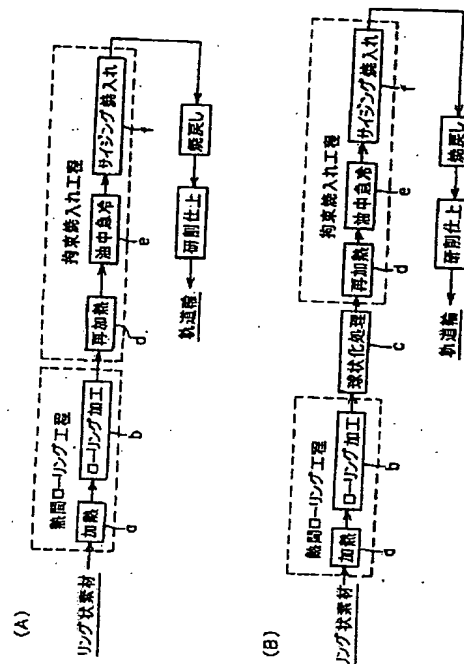 (A)
リング状素材
熱間ローリング工程
加熱
a
ローリング加工
b
拘束焼入れ工程
再加熱
d
油中急冷
e
サイジング焼入れ
f
焼戻し
研削仕上
軌道輪
(B)
リング状素材
熱間ローリング工程
加熱
a
ローリング加工
b
球状化処理
c
拘束焼入れ工程
再加熱
d
油中急冷
e
サイジング焼入れ
f
焼戻し
研削仕上
軌道輪